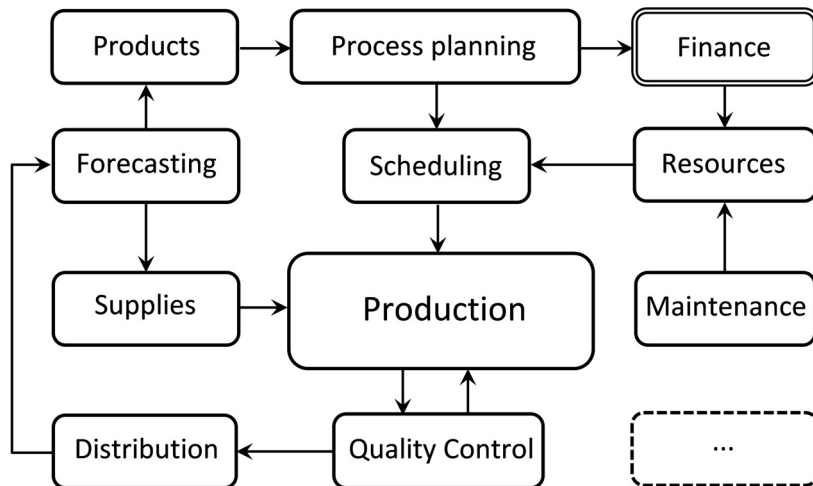 Products
Process planning
Finance
Forecasting
Scheduling
Resources
Supplies
Production
Maintenance
Distribution
Quality Control
...